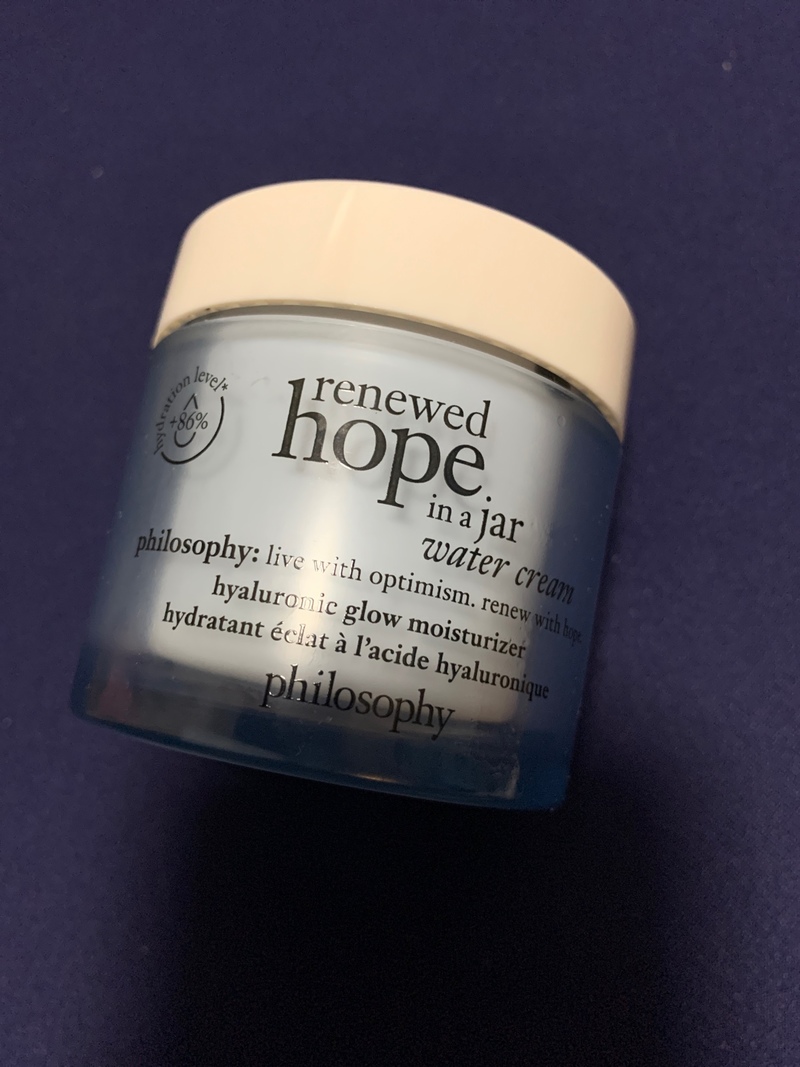 hydration level*
+86%
renewed
hope
in a jar
water cream
philosophy: live with optimism. renew with hope.
hyaluronic glow moisturizer
hydratant éclat à l'acide hyaluronique
philosophy